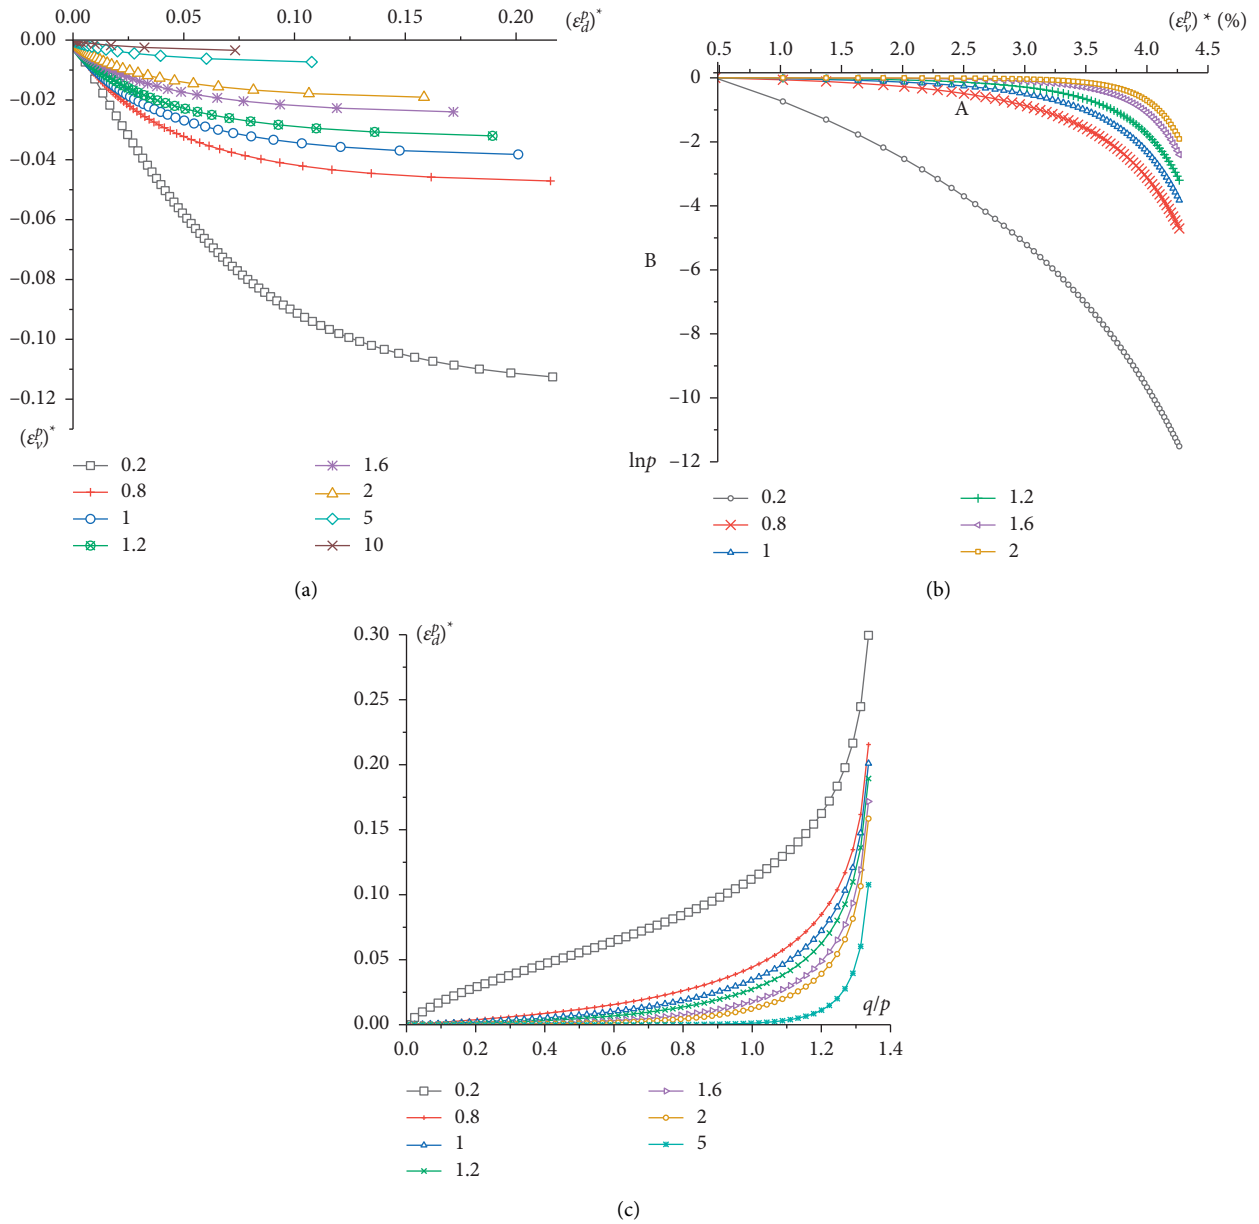 0.00 0.05 0.10 0.15 0.20 (ε_d^p)*
0.00
−0.02
−0.04
−0.06
−0.08
−0.10
−0.12
(ε_v^p)*
0.2 1.6
0.8 2
1 5
1.2 10
(a)
(ε_v^p) * (%)
0.5 1.0 1.5 2.0 2.5 3.0 3.5 4.0 4.5
0
A
−2
−4
B
−6
−8
−10
lnp −12
0.2 1.2
0.8 1.6
1 2
(b)
0.30 (ε_d^p)*
0.25
0.20
0.15
0.10
0.05
q/p
0.00
0.0 0.2 0.4 0.6 0.8 1.0 1.2 1.4
0.2 1.6
0.8 2
1 5
1.2
(c)